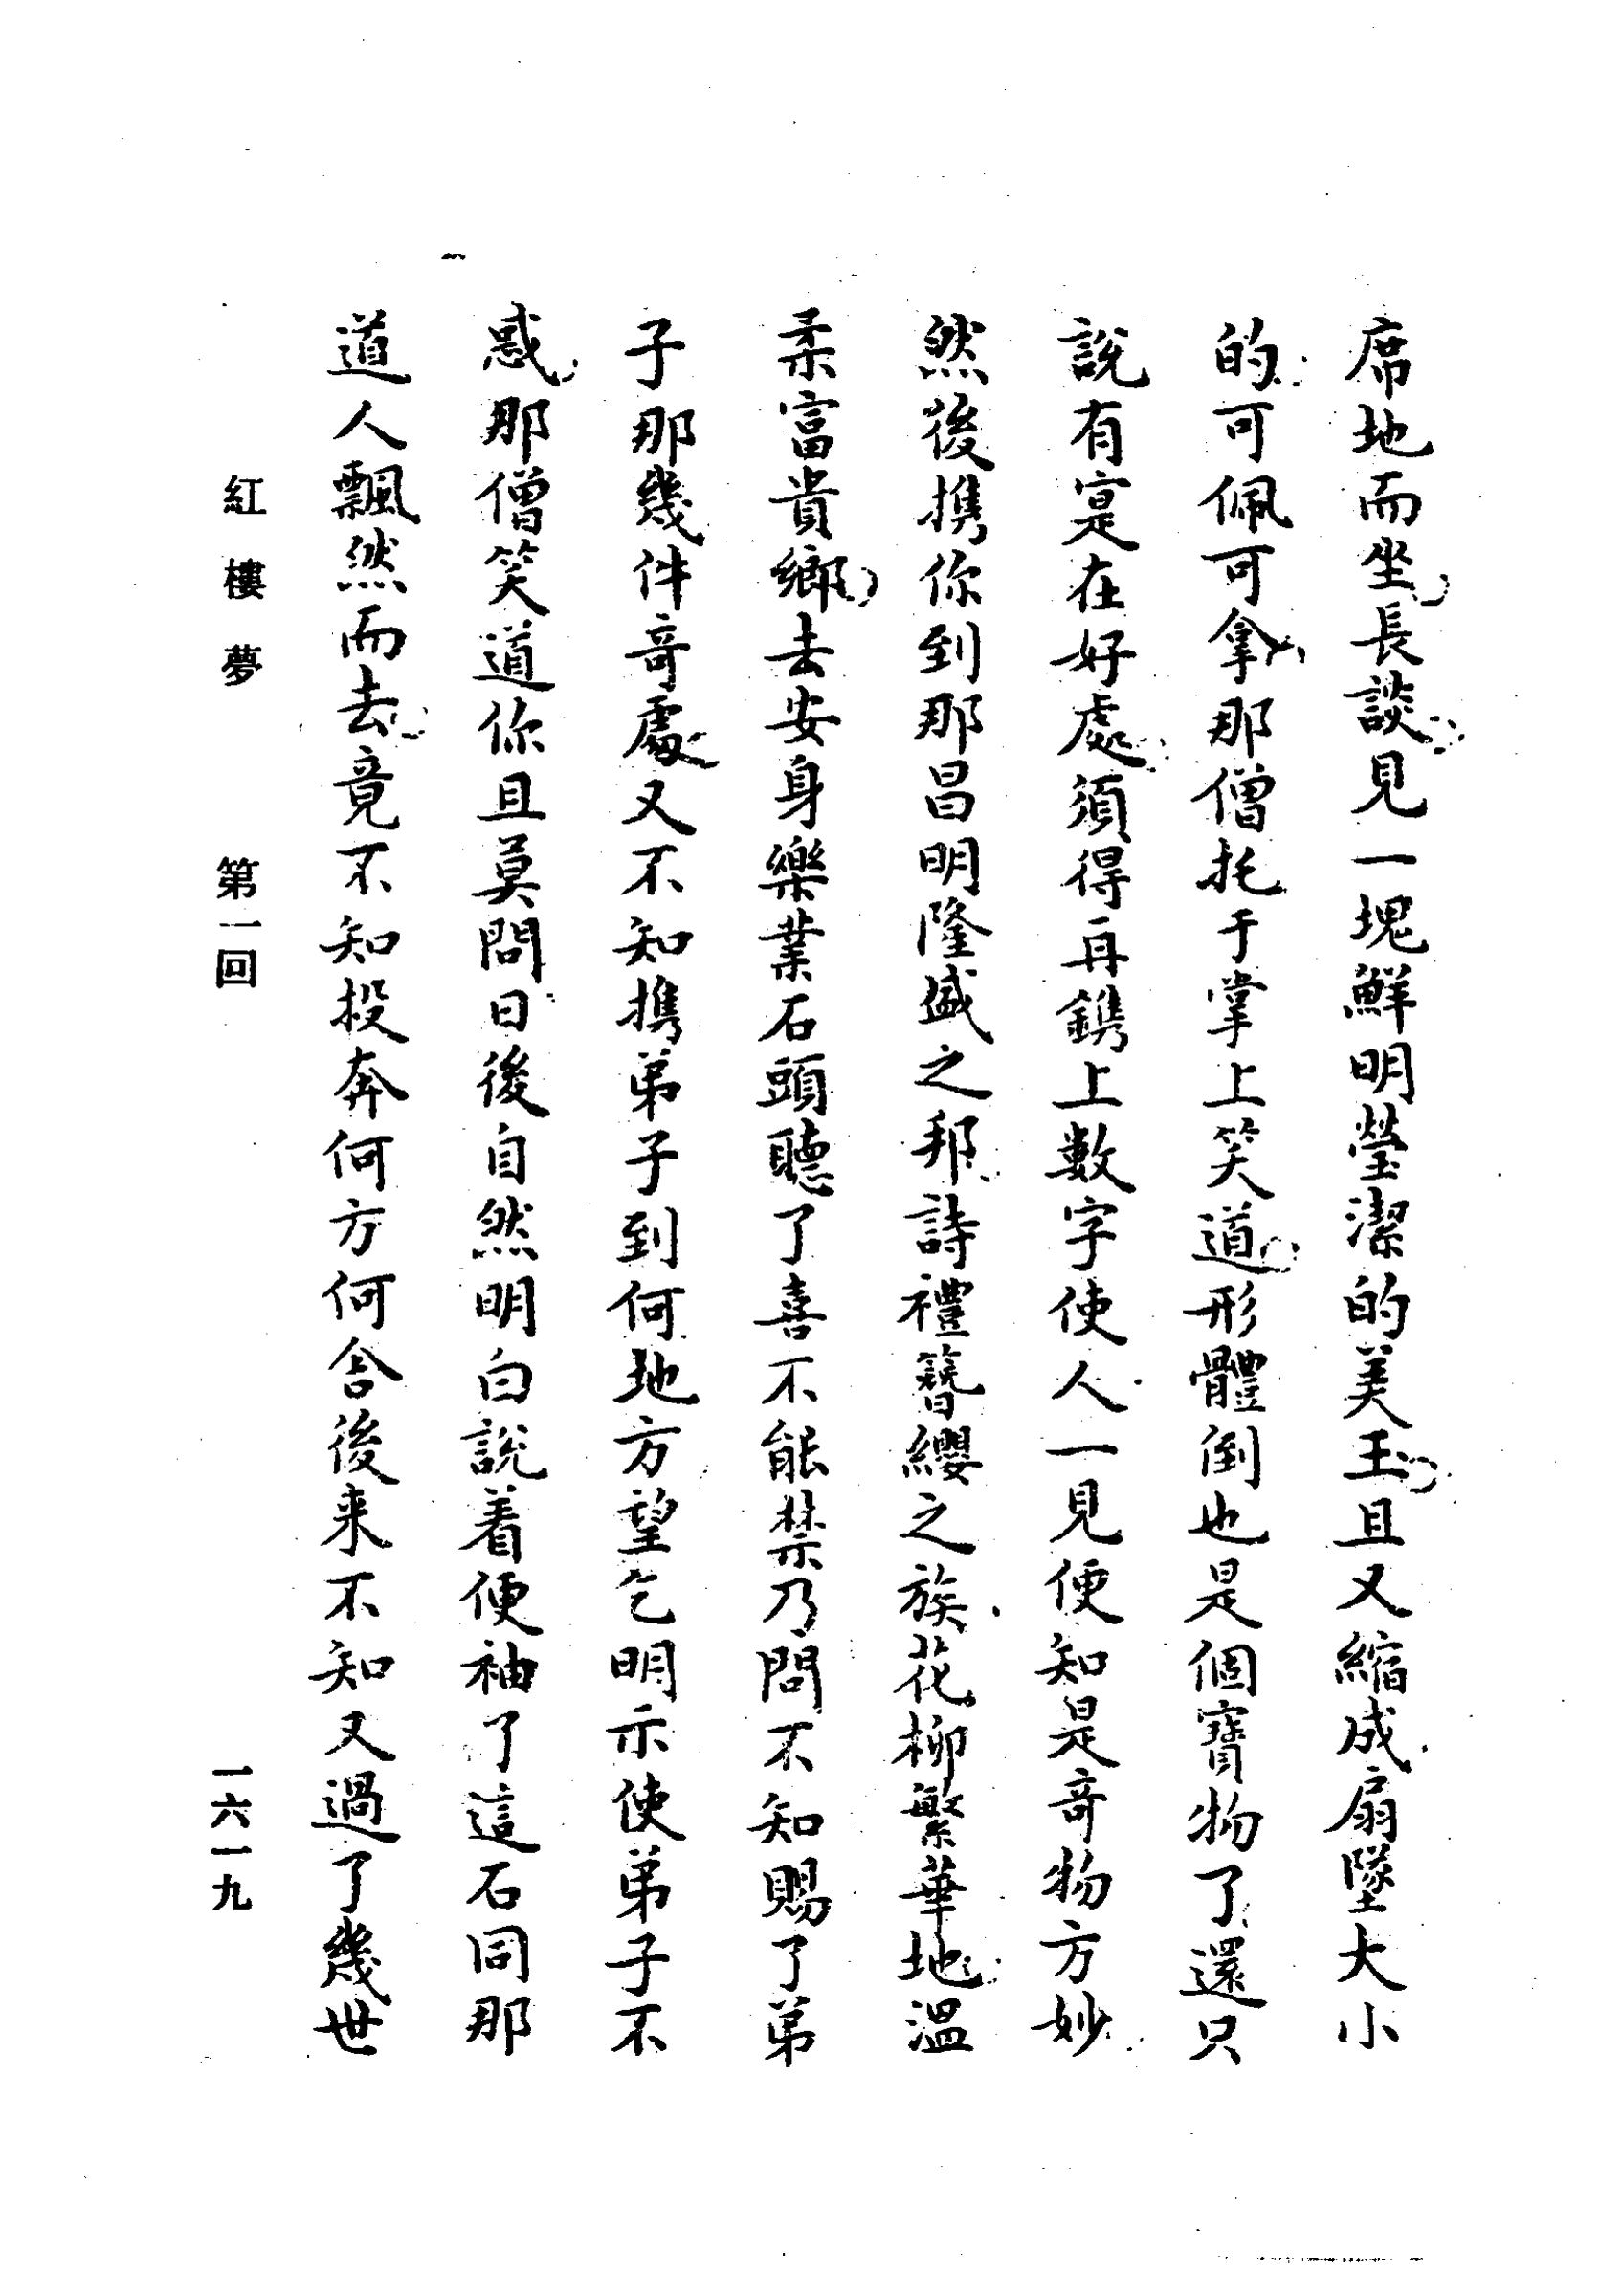 席地而坐長談見一塊鮮明瑩潔的美玉且又縮成扇墜大小
的可佩可拿那僧托于掌上笑道形體倒也是個寶物了還只
說有寔在好處須得再鐫上數字使人一見便知是奇物方妙
然後携你到那昌明隆盛之邦詩禮簪纓之族花柳繁華地溫
柔富貴鄉去安身樂業石頭聽了喜不能禁乃問不知賜了弟
子那幾件奇處又不知携弟子到何地方望乞明示使弟子不
惑那僧笑道你且莫問日後自然明白說着便袖了這石同那
道人飄然而去竟不知投奔何方何舍後来不知又過了幾世
紅樓夢 第一回 一六一九